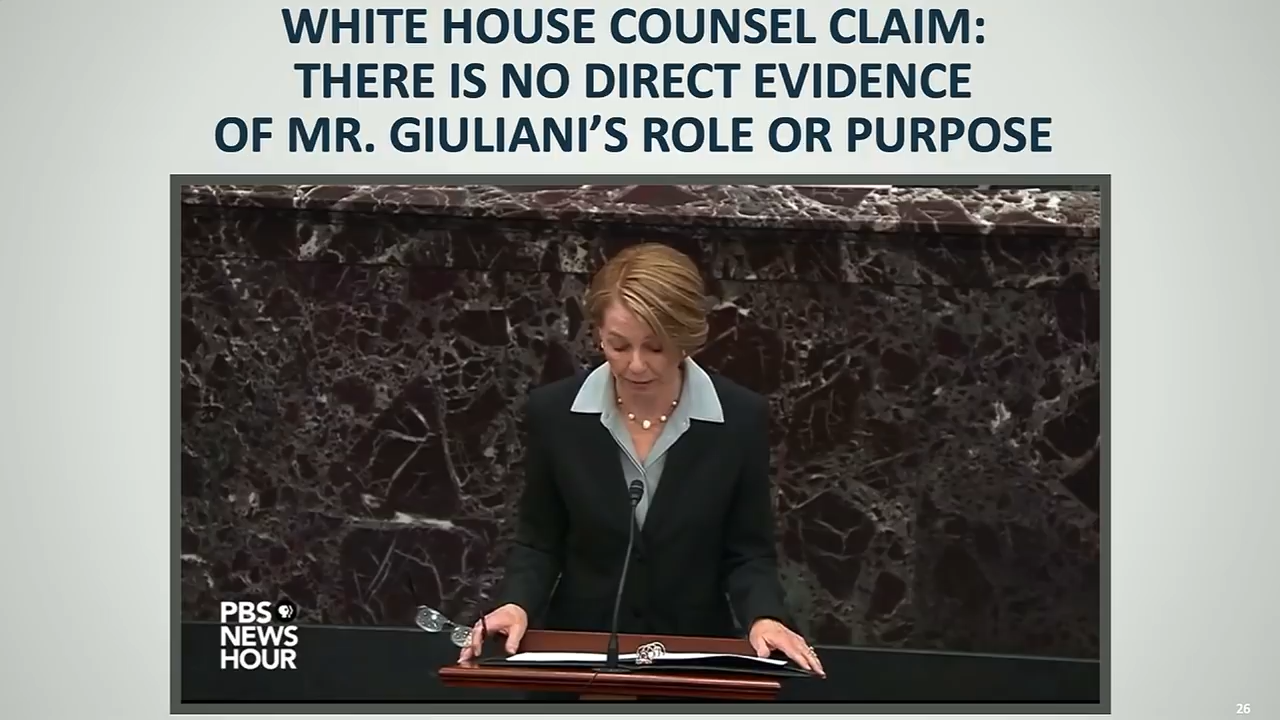 WHITE HOUSE COUNSEL CLAIM:
THERE IS NO DIRECT EVIDENCE
OF MR. GIULIANI’S ROLE OR PURPOSE
PBS
NEWS
HOUR
26